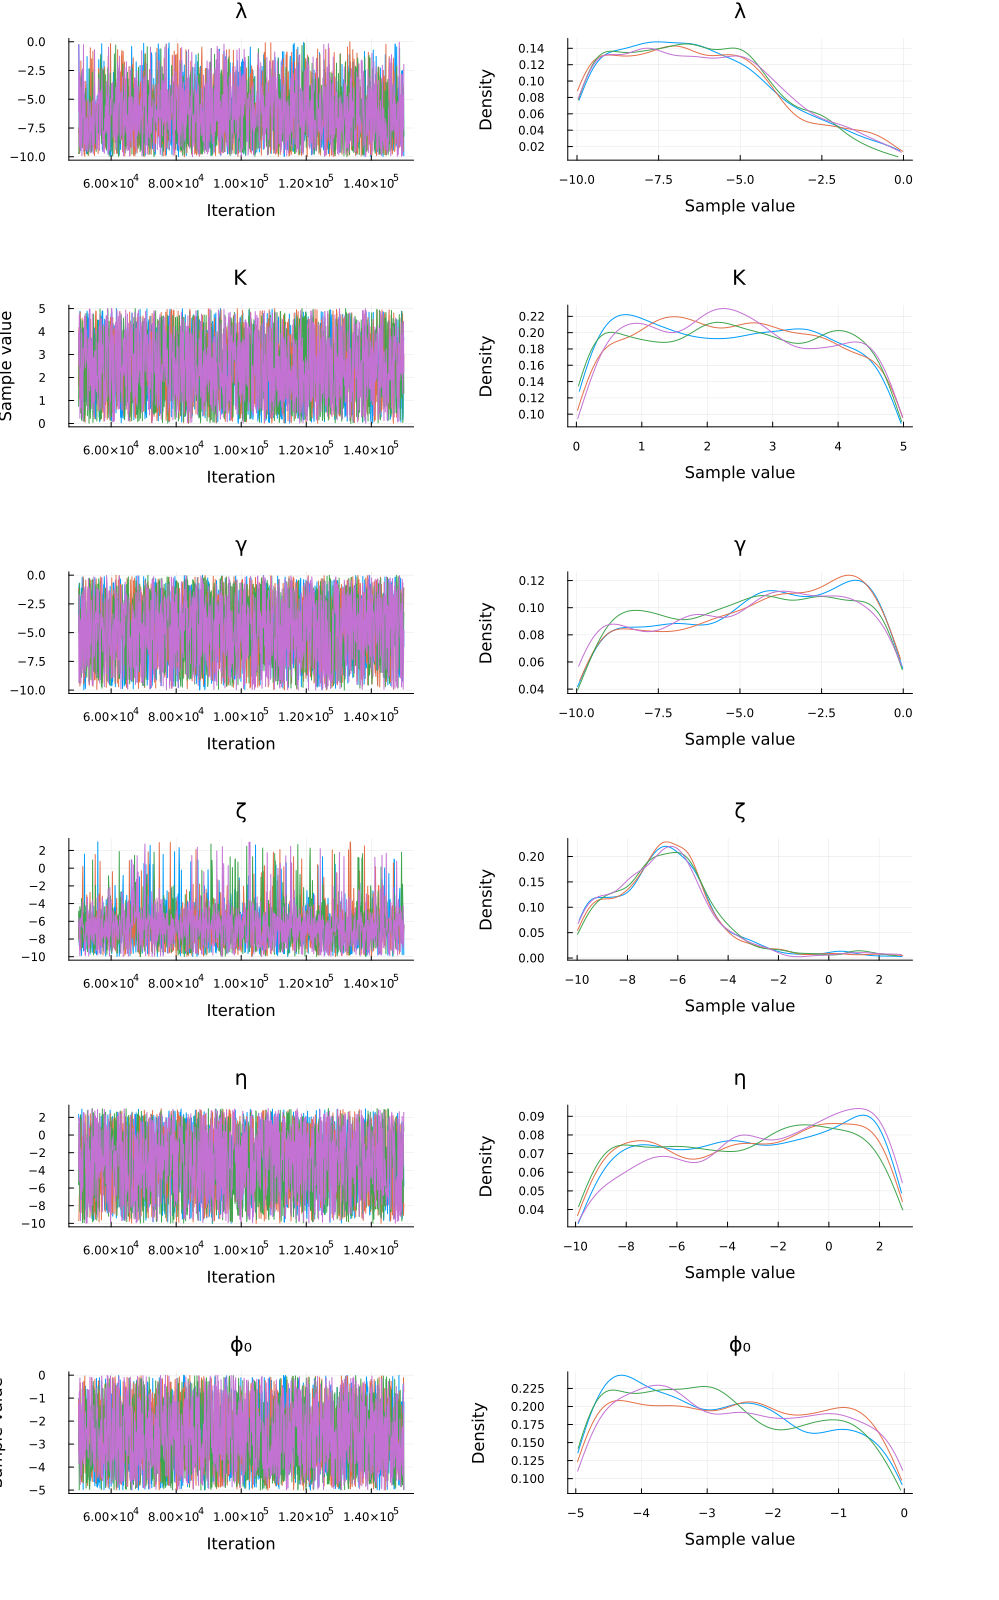 λ
0.0
−2.5
−5.0
−7.5
−10.0
6.00×10⁴ 8.00×10⁴ 1.00×10⁵ 1.20×10⁵ 1.40×10⁵
Iteration
λ
Density
0.14
0.12
0.10
0.08
0.06
0.04
0.02
−10.0 −7.5 −5.0 −2.5 0.0
Sample value
K
Sample value
5
4
3
2
1
0
6.00×10⁴ 8.00×10⁴ 1.00×10⁵ 1.20×10⁵ 1.40×10⁵
Iteration
K
Density
0.22
0.20
0.18
0.16
0.14
0.12
0.10
0 1 2 3 4 5
Sample value
γ
0.0
−2.5
−5.0
−7.5
−10.0
6.00×10⁴ 8.00×10⁴ 1.00×10⁵ 1.20×10⁵ 1.40×10⁵
Iteration
γ
Density
0.12
0.10
0.08
0.06
0.04
−10.0 −7.5 −5.0 −2.5 0.0
Sample value
ζ
2
0
−2
−4
−6
−8
−10
6.00×10⁴ 8.00×10⁴ 1.00×10⁵ 1.20×10⁵ 1.40×10⁵
Iteration
ζ
Density
0.20
0.15
0.10
0.05
0.00
−10 −8 −6 −4 −2 0 2
Sample value
η
2
0
−2
−4
−6
−8
−10
6.00×10⁴ 8.00×10⁴ 1.00×10⁵ 1.20×10⁵ 1.40×10⁵
Iteration
η
Density
0.09
0.08
0.07
0.06
0.05
0.04
−10 −8 −6 −4 −2 0 2
Sample value
ϕ₀
Sample value
0
−1
−2
−3
−4
−5
6.00×10⁴ 8.00×10⁴ 1.00×10⁵ 1.20×10⁵ 1.40×10⁵
Iteration
ϕ₀
Density
0.225
0.200
0.175
0.150
0.125
0.100
−5 −4 −3 −2 −1 0
Sample value